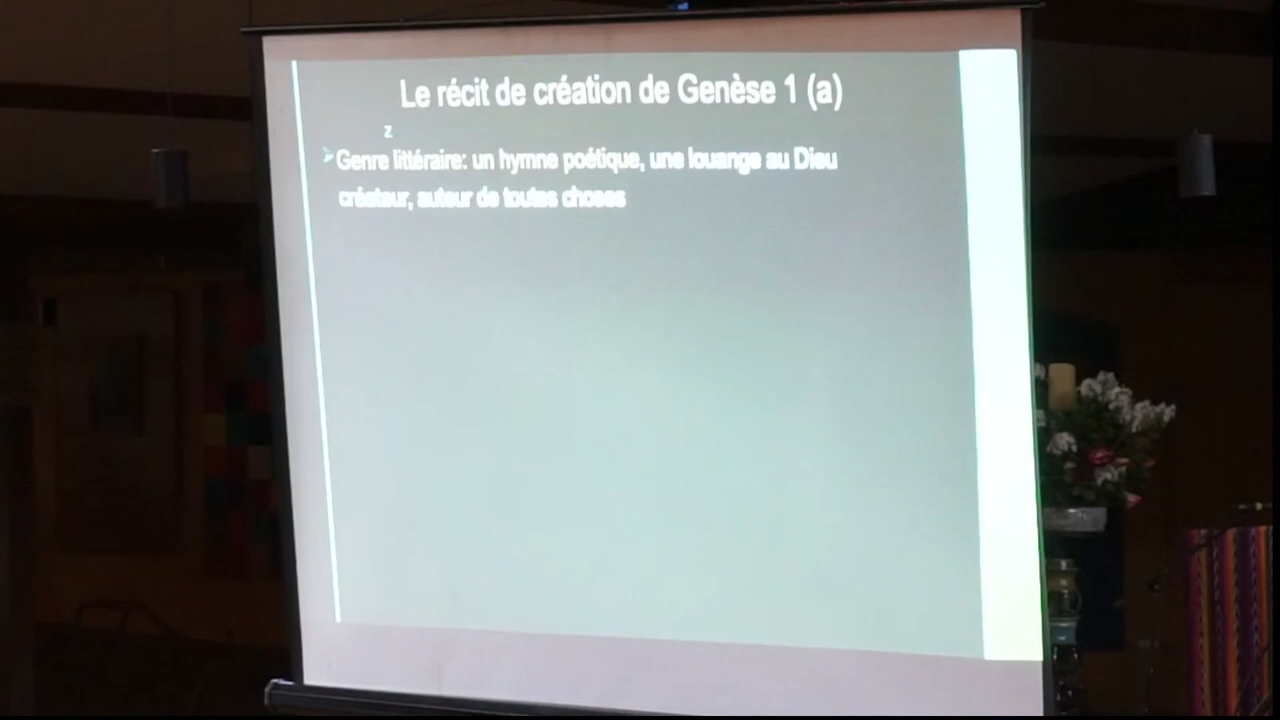 Le récit de création de Genèse 1 (a)
z
Genre littéraire: un hymne poétique, une louange au Dieu
créateur, auteur de toutes choses